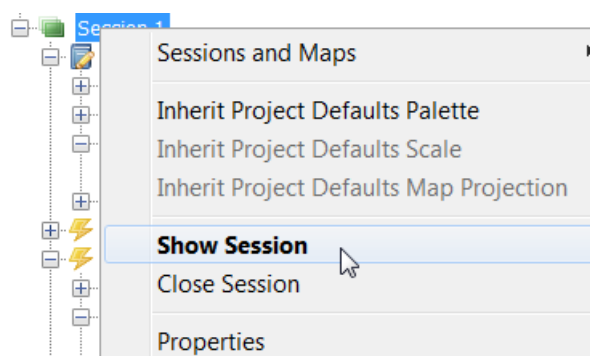 Session 1
Sessions and Maps
Inherit Project Defaults Palette
Inherit Project Defaults Scale
Inherit Project Defaults Map Projection
Show Session
Close Session
Properties